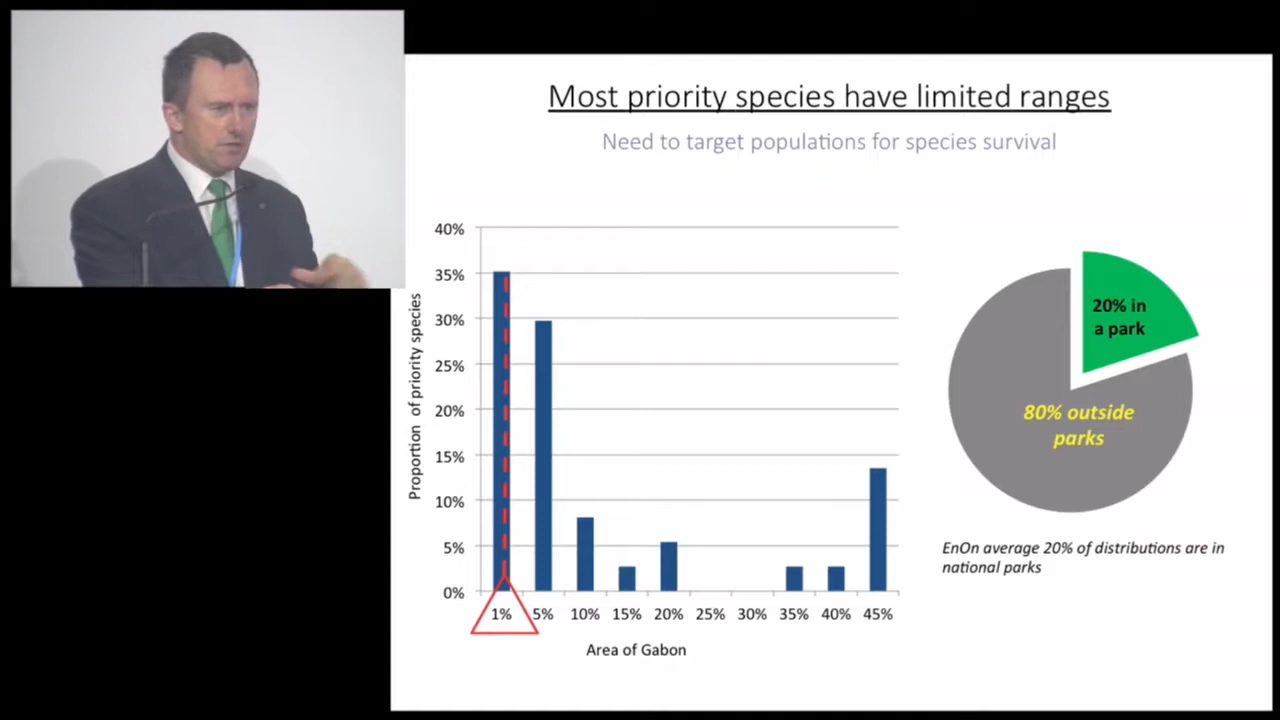 Most priority species have limited ranges
Need to target populations for species survival
40%
35%
30%
25%
20%
15%
10%
5%
0%
Proportion of priority species
1% 5% 10% 15% 20% 25% 30% 35% 40% 45%
Area of Gabon
20% in
a park
80% outside
parks
EnOn average 20% of distributions are in
national parks